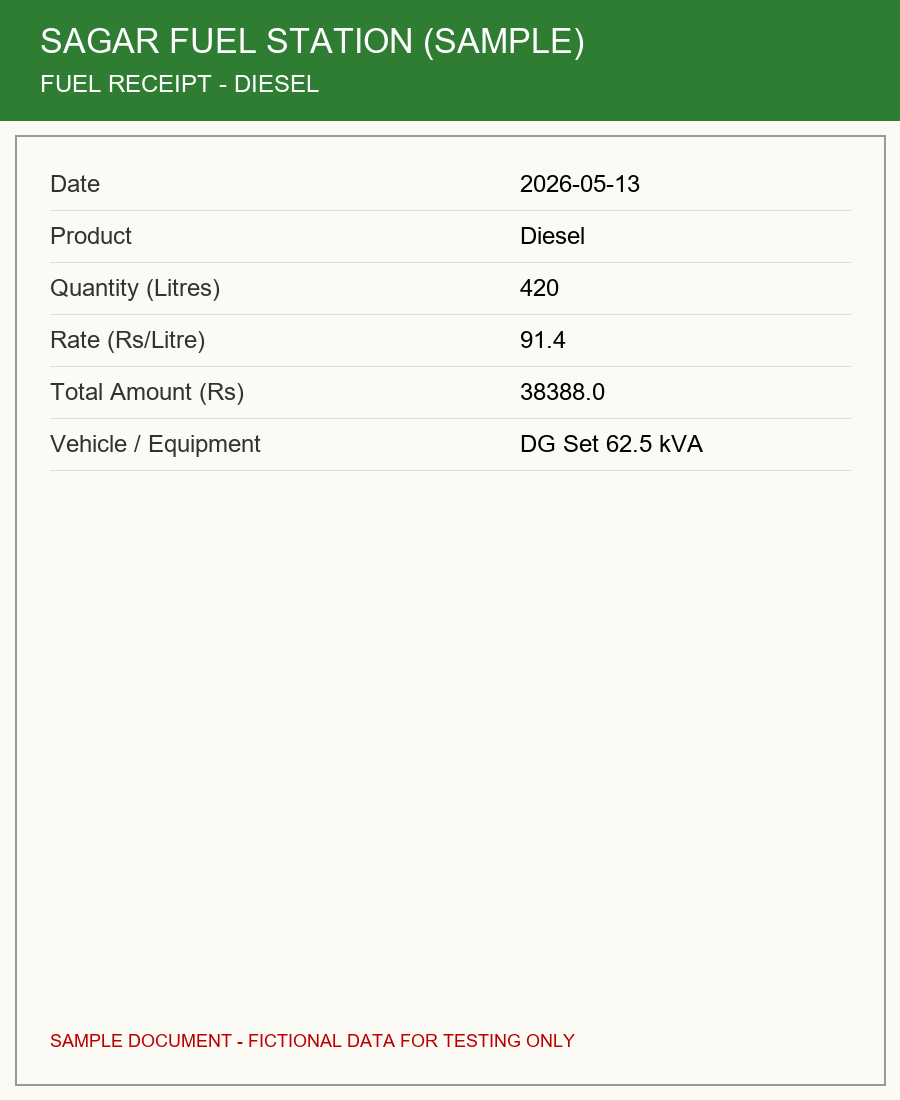 SAGAR FUEL STATION (SAMPLE)
FUEL RECEIPT - DIESEL
Date 2026-05-13
Product Diesel
Quantity (Litres) 420
Rate (Rs/Litre) 91.4
Total Amount (Rs) 38388.0
Vehicle / Equipment DG Set 62.5 kVA
SAMPLE DOCUMENT - FICTIONAL DATA FOR TESTING ONLY